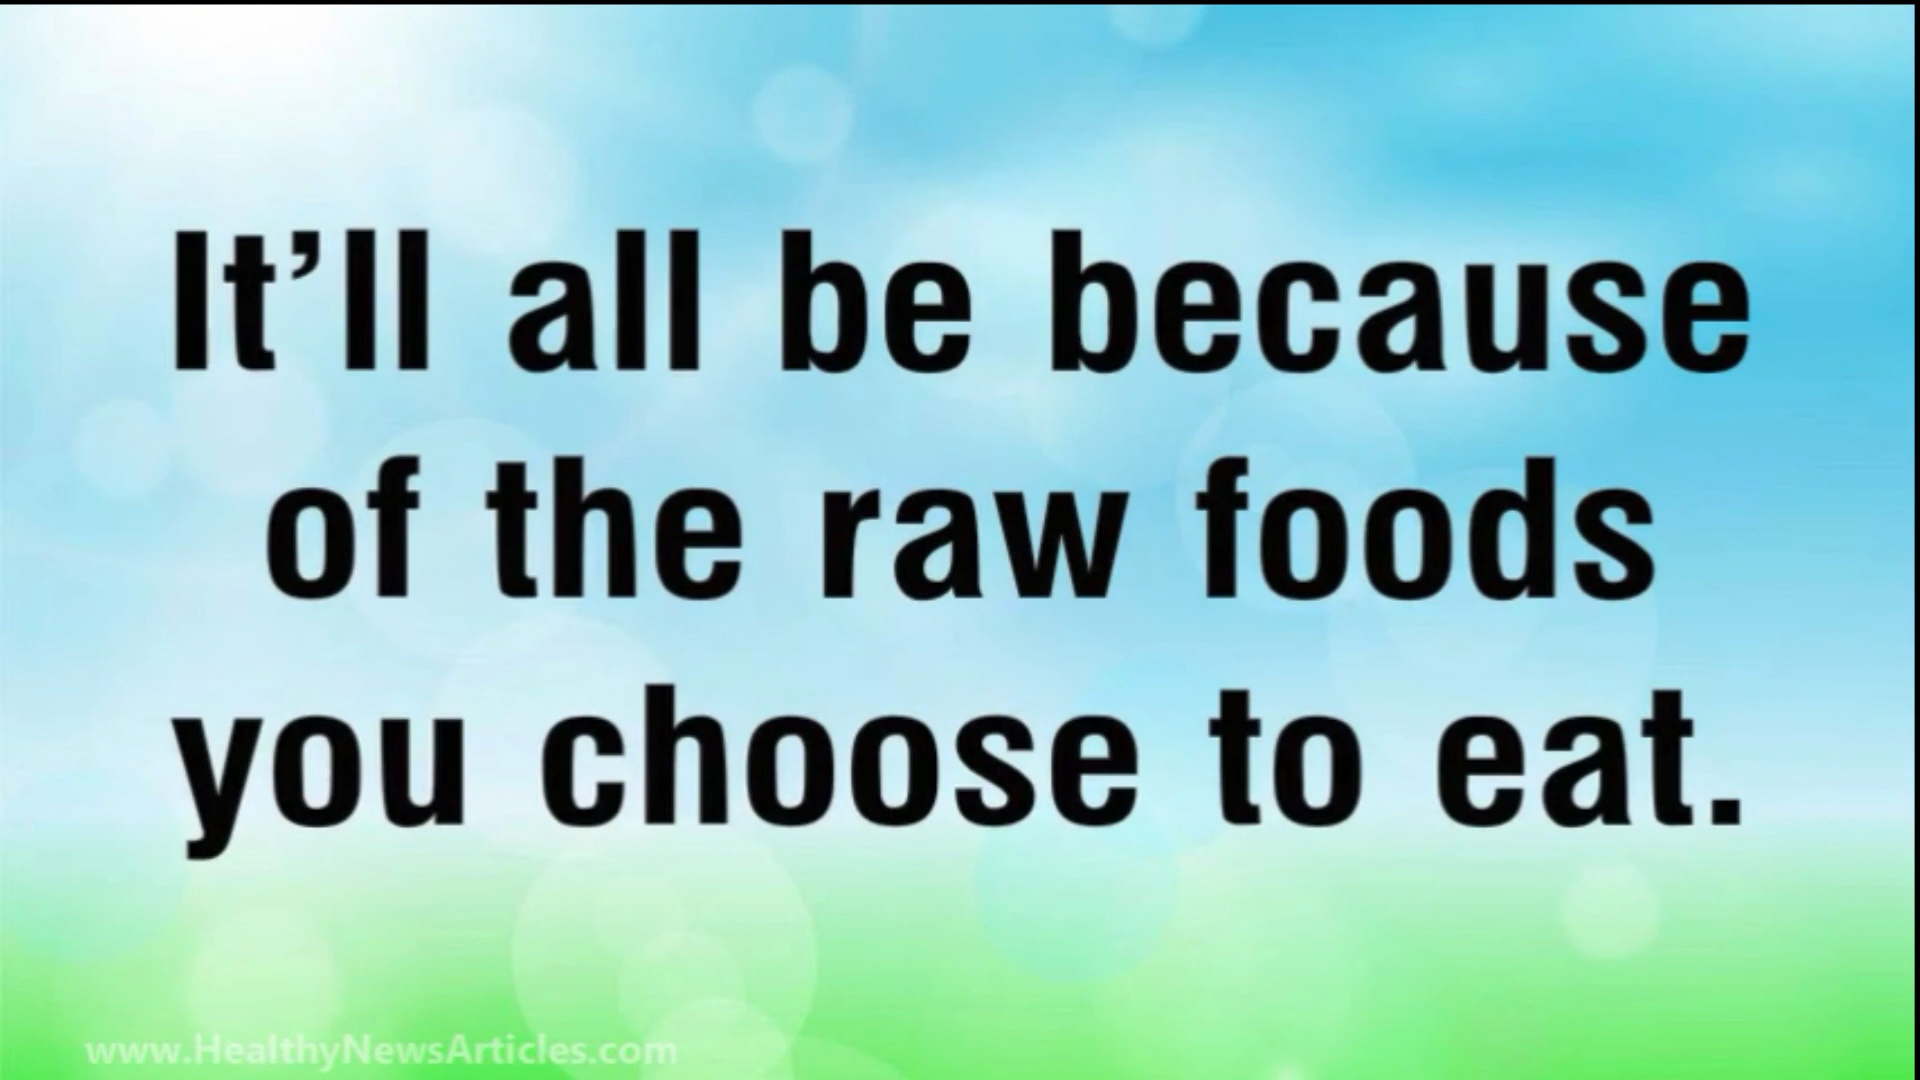 It’ll all be because
of the raw foods
you choose to eat.
www.HealthyNewsArticles.com